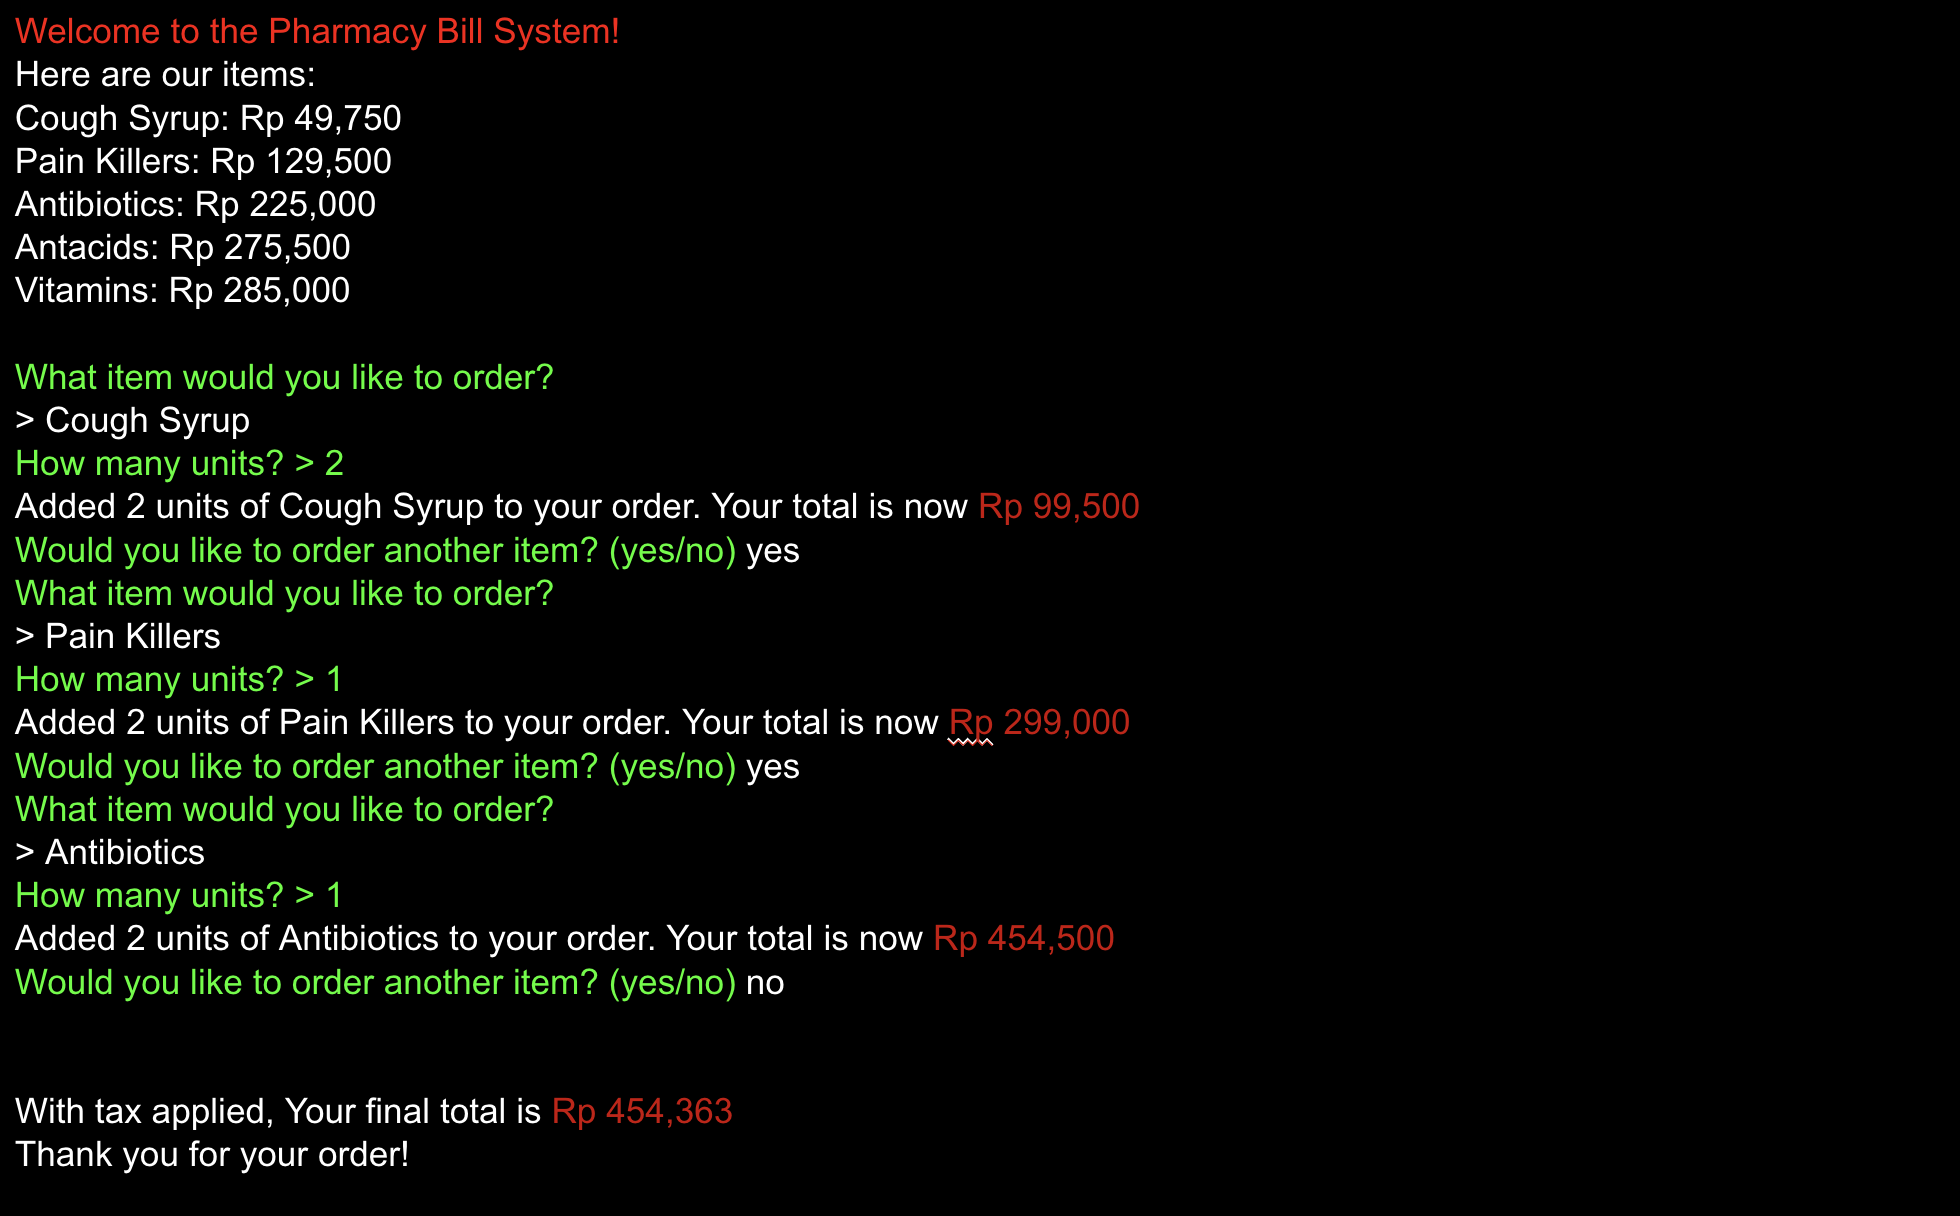 Welcome to the Pharmacy Bill System!
Here are our items:
Cough Syrup: Rp 49,750
Pain Killers: Rp 129,500
Antibiotics: Rp 225,000
Antacids: Rp 275,500
Vitamins: Rp 285,000
What item would you like to order?
> Cough Syrup
How many units? > 2
Added 2 units of Cough Syrup to your order. Your total is now Rp 99,500
Would you like to order another item? (yes/no) yes
What item would you like to order?
> Pain Killers
How many units? > 1
Added 2 units of Pain Killers to your order. Your total is now Rp 299,000
Would you like to order another item? (yes/no) yes
What item would you like to order?
> Antibiotics
How many units? > 1
Added 2 units of Antibiotics to your order. Your total is now Rp 454,500
Would you like to order another item? (yes/no) no
With tax applied, Your final total is Rp 454,363
Thank you for your order!